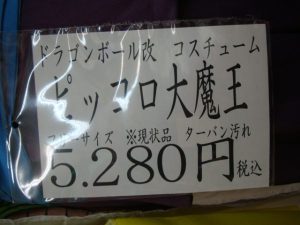 ドラゴンボール改 コスチューム
ピッコロ大魔王
フリーサイズ ※現状品 ターバン汚れ
5.280円税込